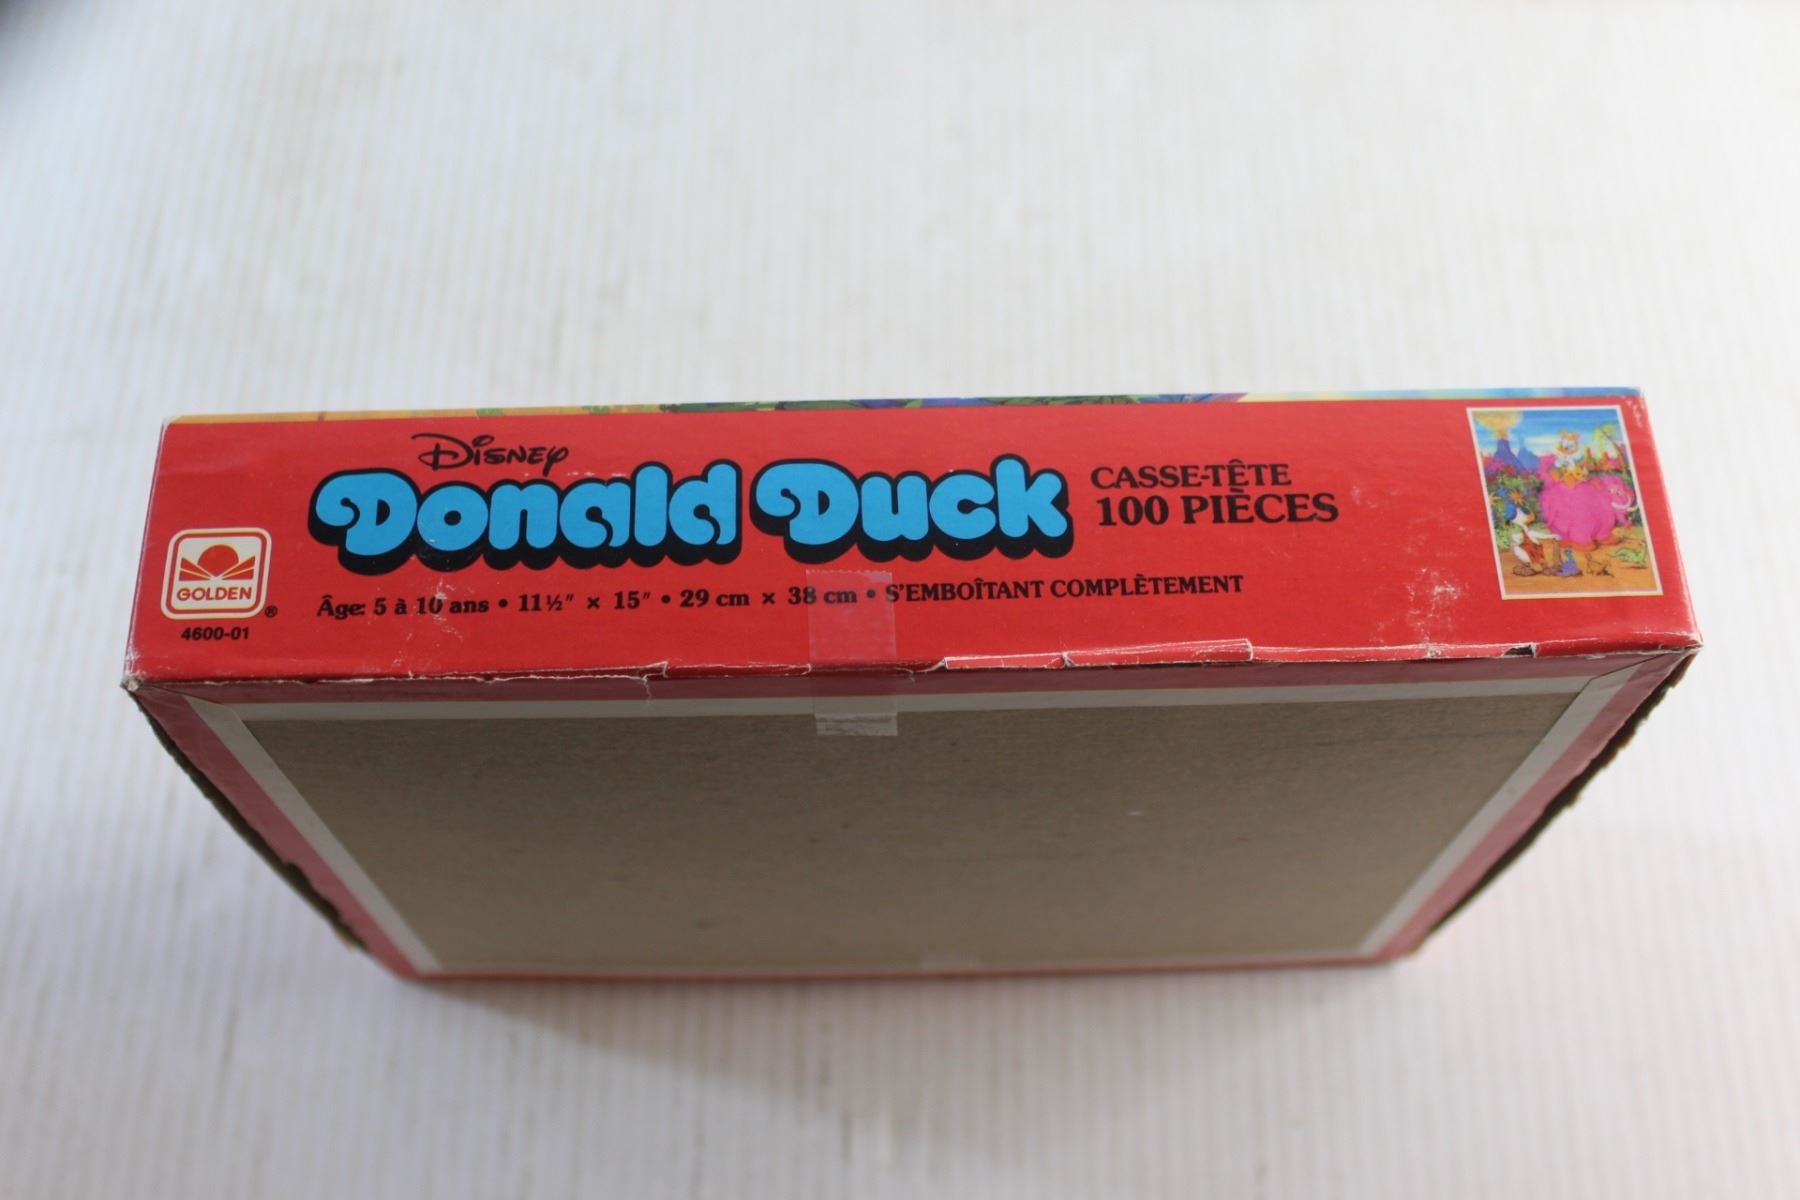 Disney
Donald Duck
CASSE-TÊTE
100 PIÈCES
GOLDEN
®
4600-01
Âge: 5 à 10 ans • 11½" × 15" • 29 cm × 38 cm • S'EMBOÎTANT COMPLÈTEMENT